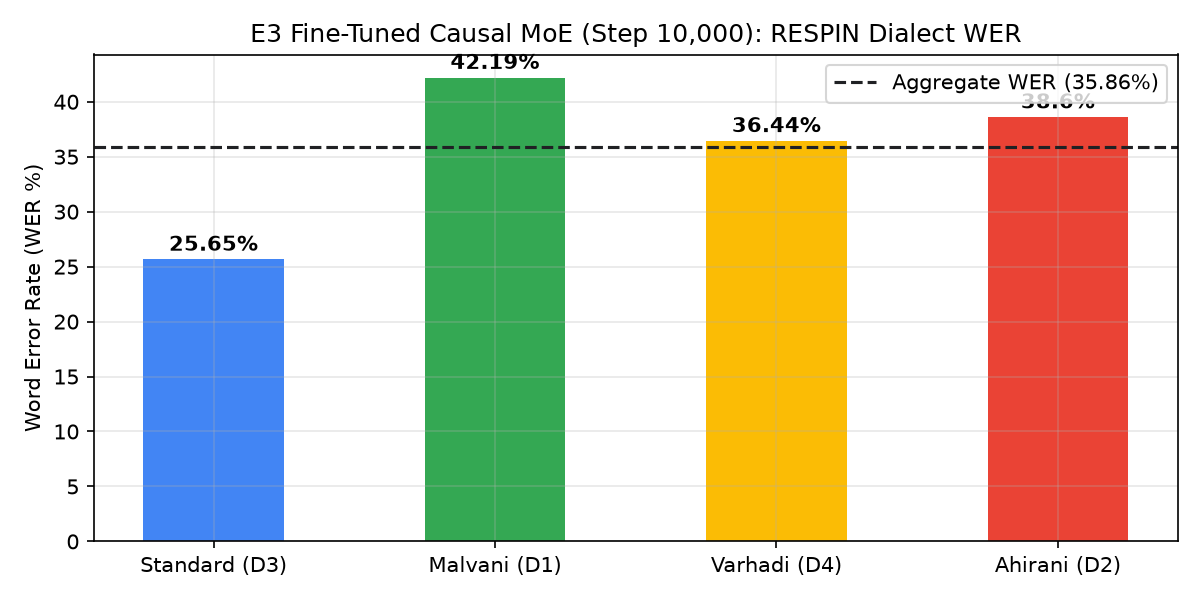 E3 Fine-Tuned Causal MoE (Step 10,000): RESPIN Dialect WER
Word Error Rate (WER %)
40
35
30
25
20
15
10
5
0
25.65%
42.19%
36.44%
38.6%
Aggregate WER (35.86%)
Standard (D3)
Malvani (D1)
Varhadi (D4)
Ahirani (D2)